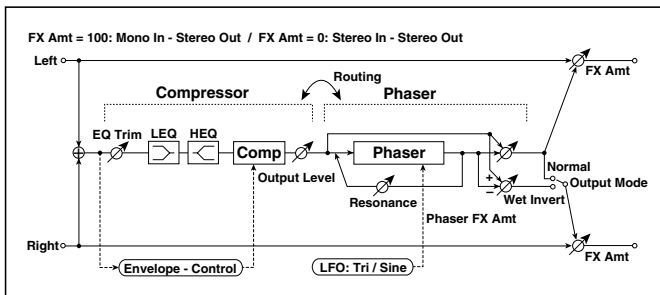 FX Amt = 100: Mono In - Stereo Out / FX Amt = 0: Stereo In - Stereo Out
Left
FX Amt
Routing
Compressor
Phaser
EQ Trim
LEQ
HEQ
Comp
Phaser
Output Level
Normal
Output Mode
+
−
Wet Invert
Resonance
Phaser FX Amt
Right
FX Amt
Envelope - Control
LFO: Tri / Sine